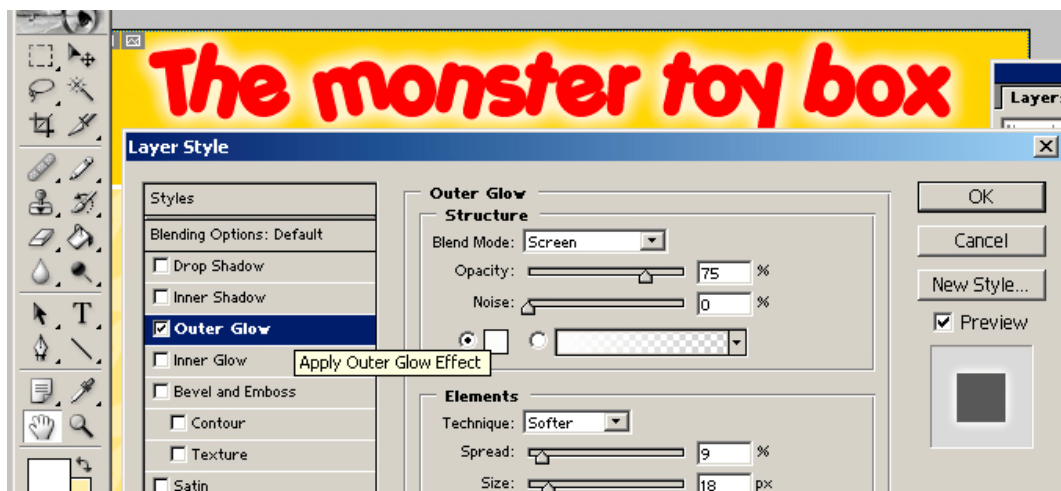 The monster toy box
Layer
Layer Style
Styles
Blending Options: Default
Drop Shadow
Inner Shadow
Outer Glow
Inner Glow
Bevel and Emboss
Contour
Texture
Satin
Apply Outer Glow Effect
Outer Glow
Structure
Blend Mode: Screen
Opacity: 75 %
Noise: 0 %
Elements
Technique: Softer
Spread: 9 %
Size: 18 px
OK
Cancel
New Style...
Preview
T